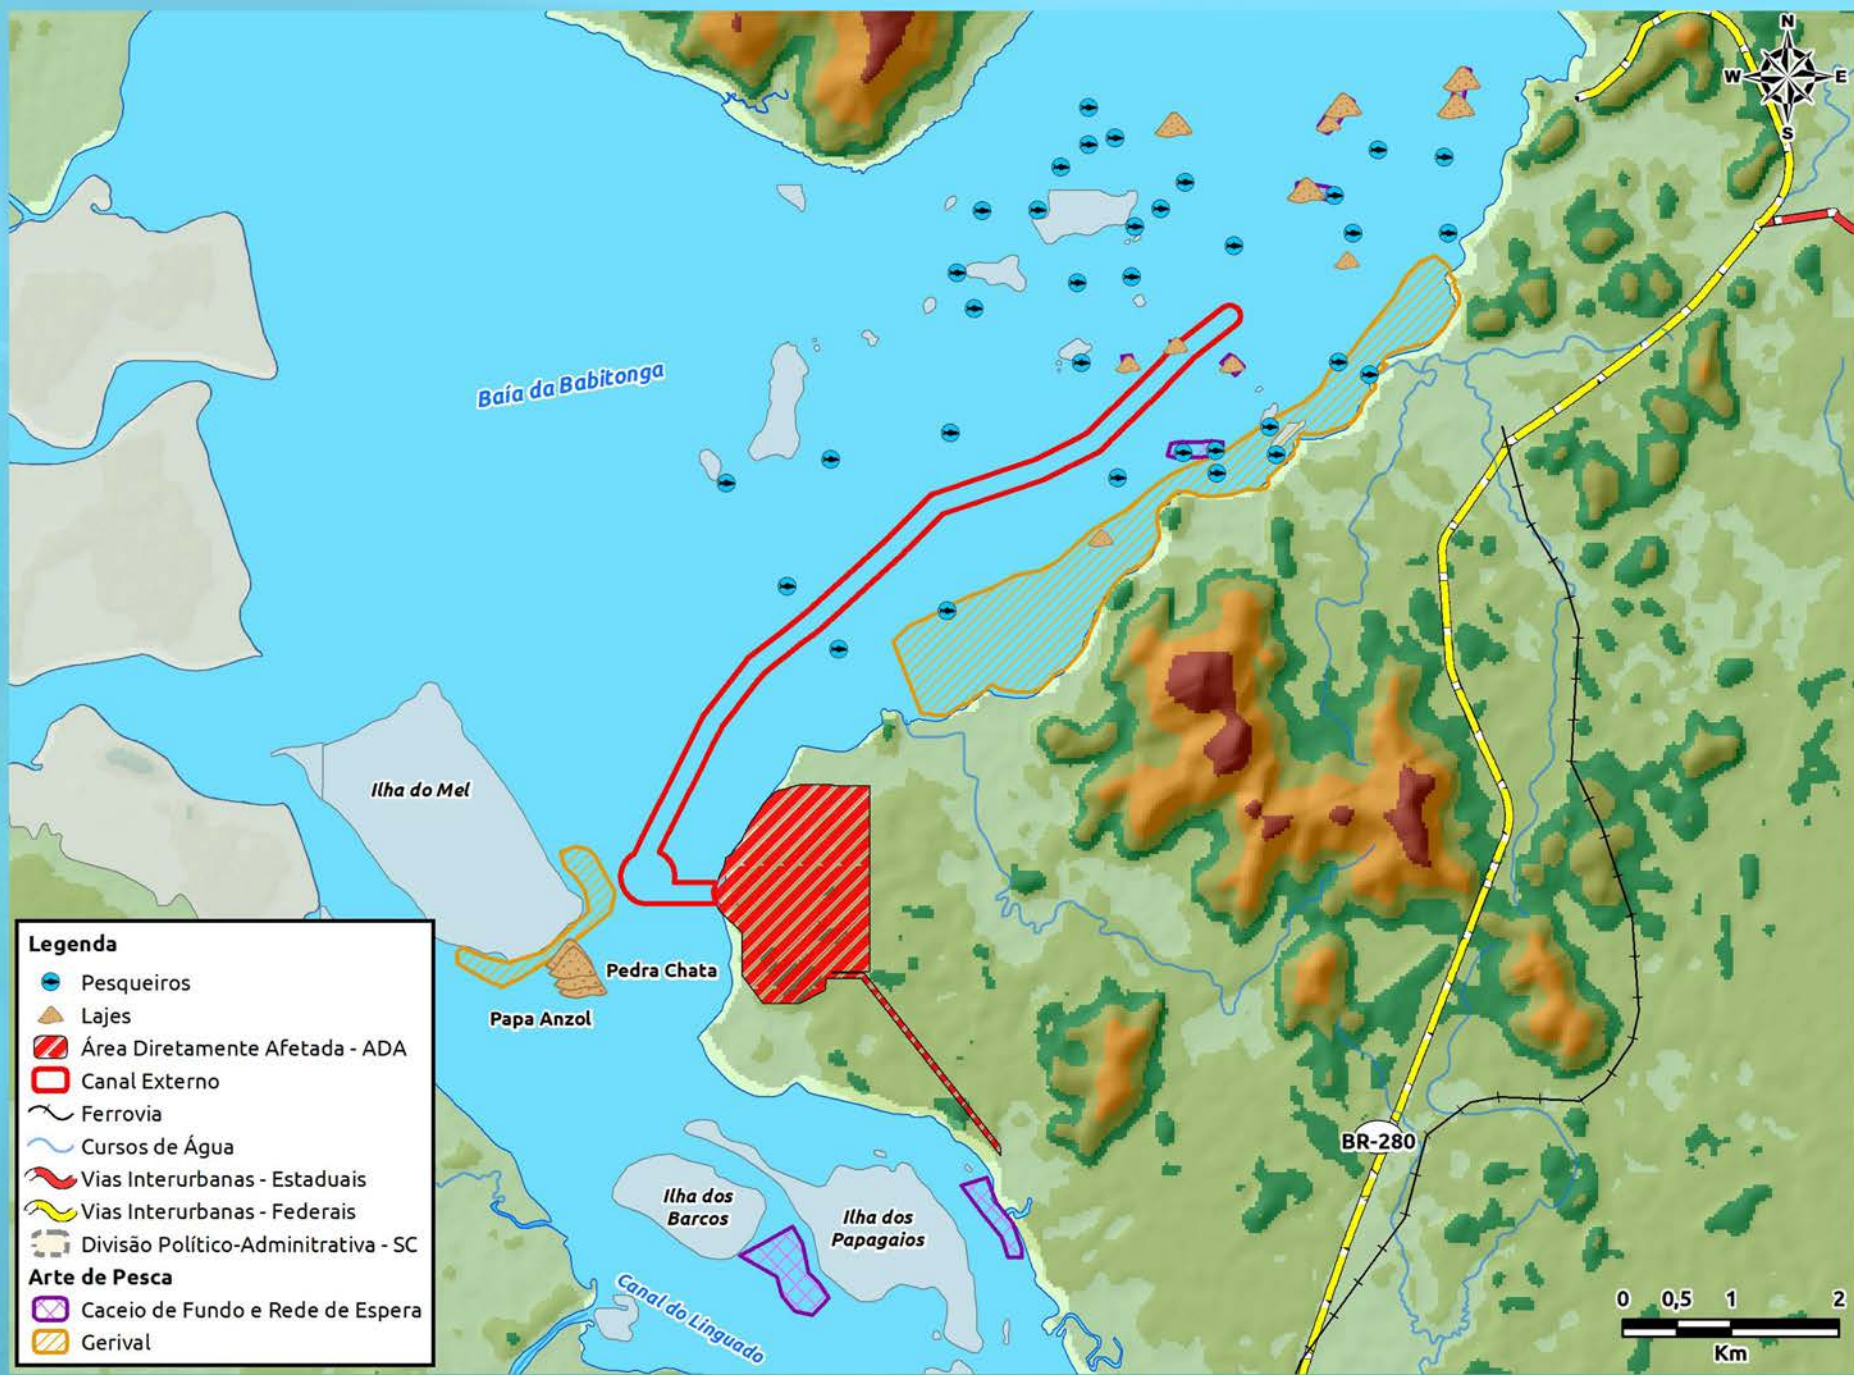 N
W
E
S
Baía da Babitonga
Ilha do Mel
Pedra Chata
Papa Anzol
BR-280
Ilha dos
Barcos
Ilha dos
Papagaios
Canal do Linguado
Legenda
Pesqueiros
Lajes
Área Diretamente Afetada - ADA
Canal Externo
Ferrovia
Cursos de Água
Vias Interurbanas - Estaduais
Vias Interurbanas - Federais
Divisão Político-Adminitrativa - SC
Arte de Pesca
Caceio de Fundo e Rede de Espera
Gerival
0 0,5 1 2
Km